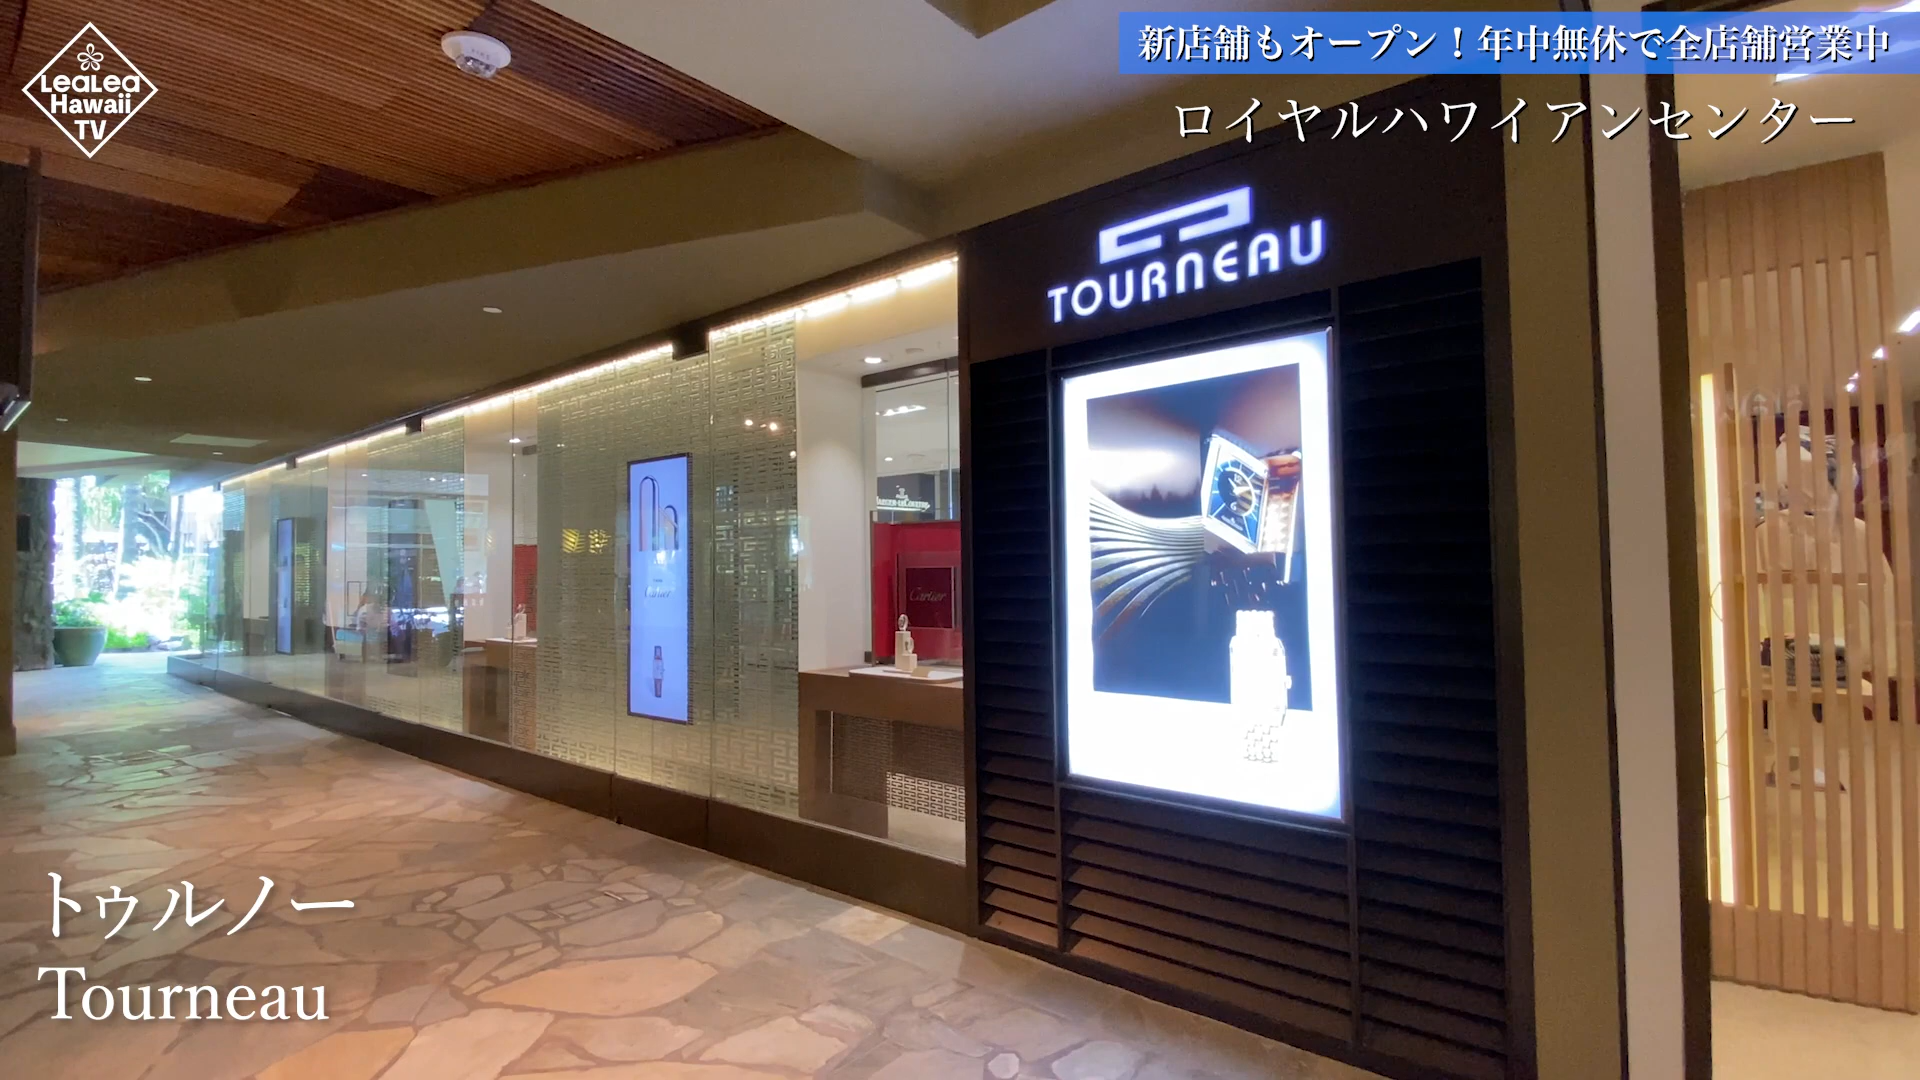 LeaLea
Hawaii
TV
新店舗もオープン！年中無休で全店舗営業中
ロイヤルハワイアンセンター
TOURNEAU
JAEGER-LECOULTRE
Cartier
Cartier
トゥルノー
Tourneau